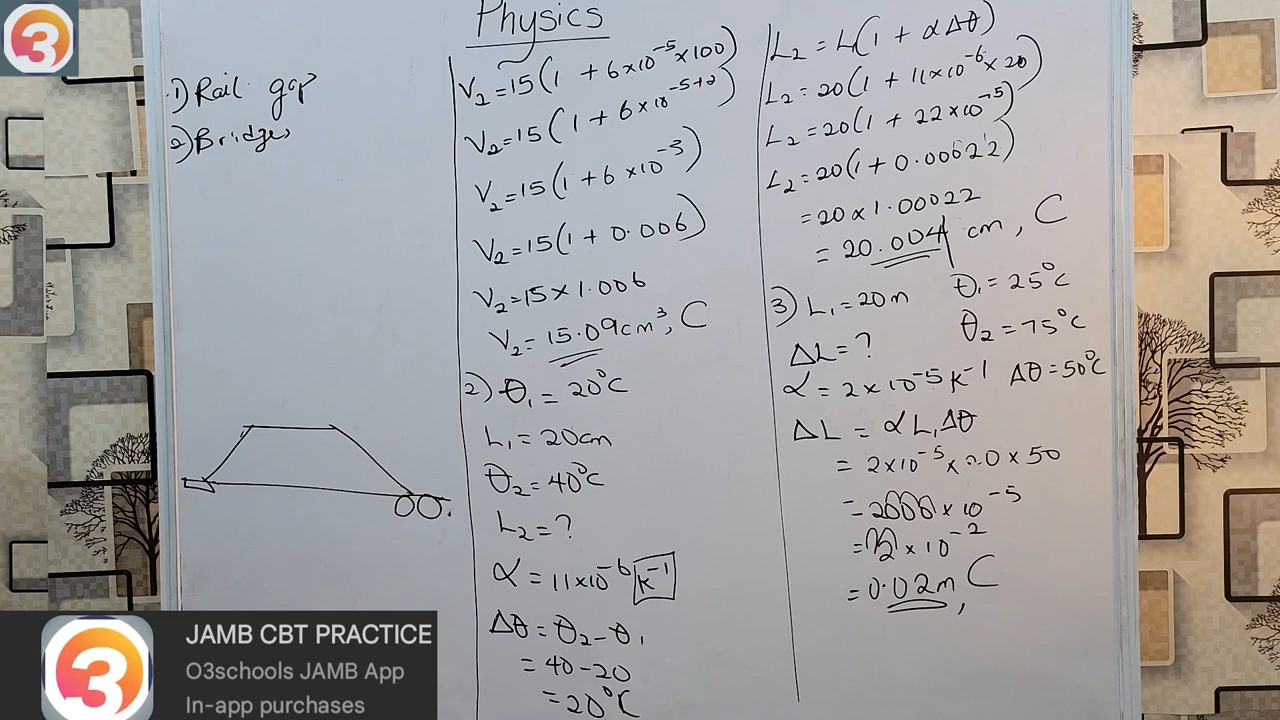 3
Physics
1) Rail gap
2) Bridges
V₂ = 15(1 + 6×10⁻⁵×100)
V₂ = 15(1 + 6×10⁻⁵⁺²)
V₂ = 15(1 + 6×10⁻³)
V₂ = 15(1 + 0.006)
V₂ = 15×1.006
V₂ = 15.09cm³, C
2) θ₁ = 20°C
L₁ = 20cm
θ₂ = 40°C
L₂ = ?
α = 11×10⁻⁶ K⁻¹
Δθ = θ₂ - θ₁
= 40 - 20
= 20°C
L₂ = L(1 + αΔθ)
L₂ = 20(1 + 11×10⁻⁶×20)
L₂ = 20(1 + 22×10⁻⁵)
L₂ = 20(1 + 0.00022)
= 20×1.00022
= 20.004 cm, C
3) L₁ = 20m θ₁ = 25°C
ΔL = ? θ₂ = 75°C
α = 2×10⁻⁵ K⁻¹ Δθ = 50°C
ΔL = αL₁Δθ
= 2×10⁻⁵×20×50
= 2000×10⁻⁵
= 2×10⁻²
= 0.02m, C
3
JAMB CBT PRACTICE
O3schools JAMB App
In-app purchases